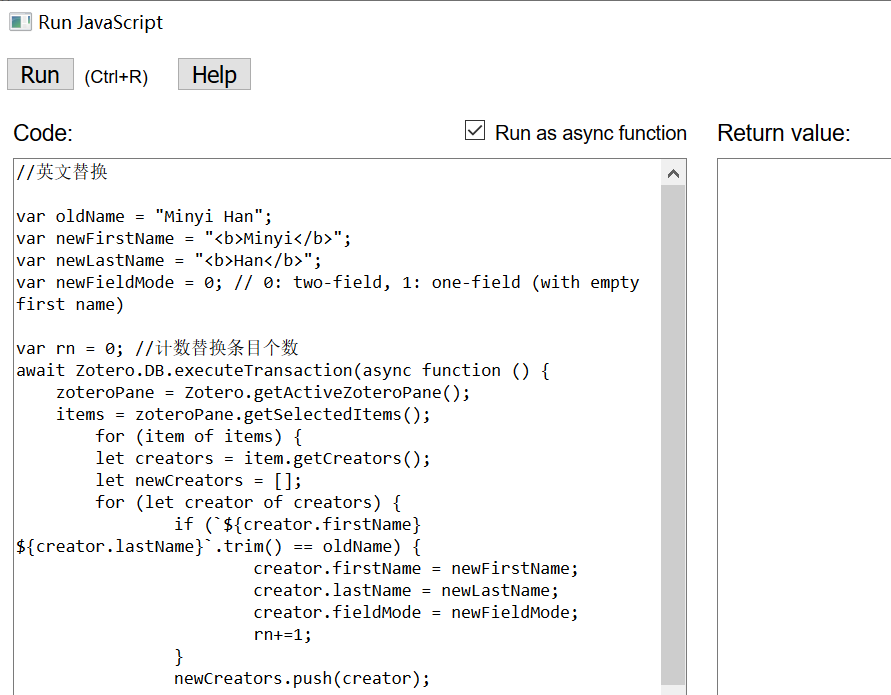 Run JavaScript
Run (Ctrl+R) Help
Code: Run as async function Return value:
//英文替换
var oldName = "Minyi Han";
var newFirstName = "<b>Minyi</b>";
var newLastName = "<b>Han</b>";
var newFieldMode = 0; // 0: two-field, 1: one-field (with empty
first name)
var rn = 0; //计数替换条目个数
await Zotero.DB.executeTransaction(async function () {
    zoteroPane = Zotero.getActiveZoteroPane();
    items = zoteroPane.getSelectedItems();
        for (item of items) {
        let creators = item.getCreators();
        let newCreators = [];
        for (let creator of creators) {
                if (`${creator.firstName}
${creator.lastName}`.trim() == oldName) {
                        creator.firstName = newFirstName;
                        creator.lastName = newLastName;
                        creator.fieldMode = newFieldMode;
                        rn+=1;
                }
                newCreators.push(creator);